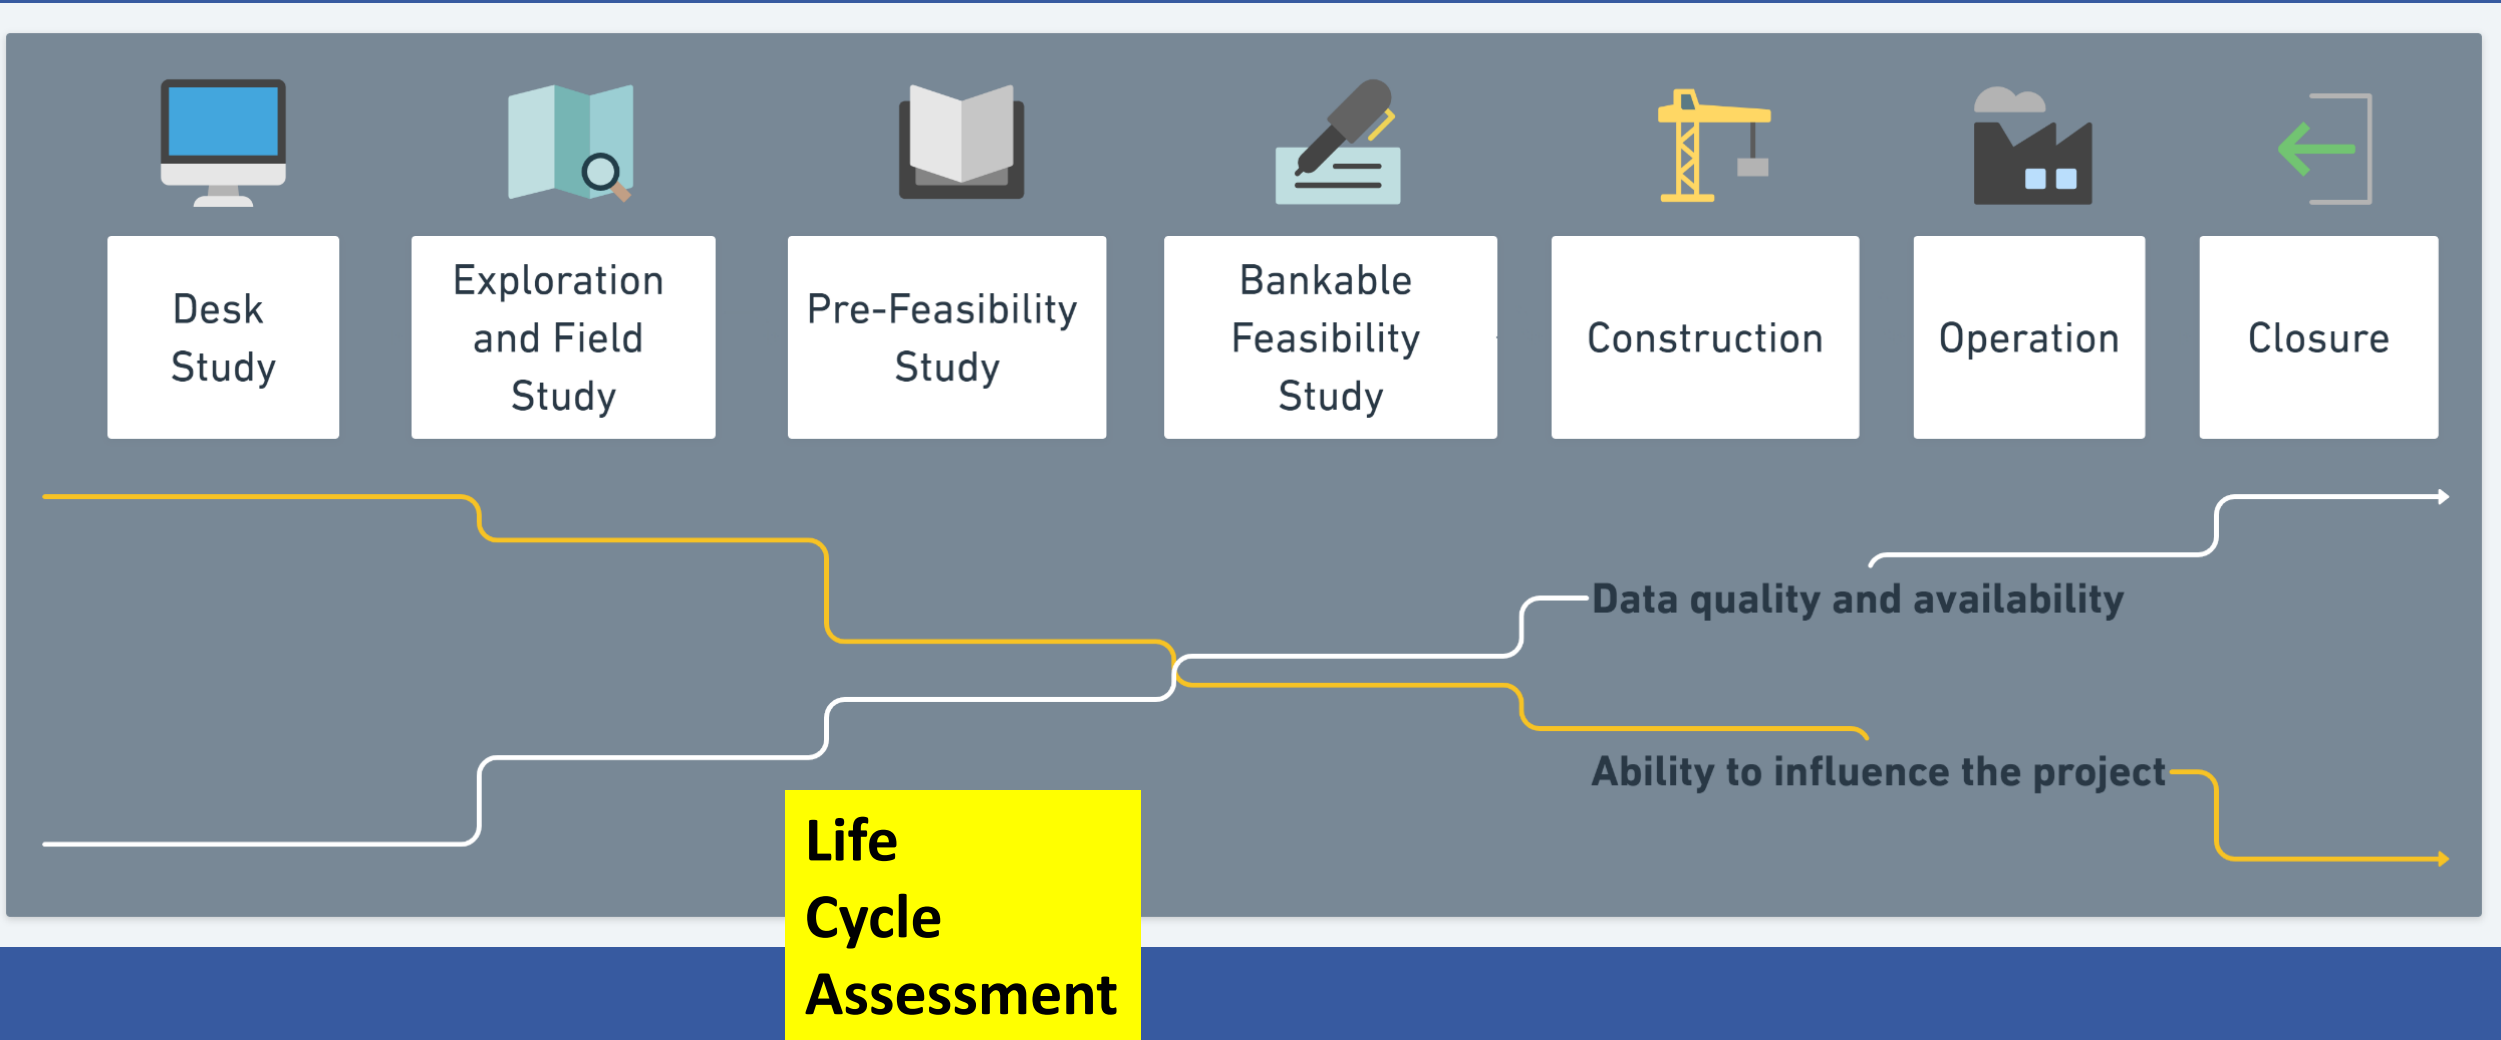 Desk
Study
Exploration
and Field
Study
Pre-Feasibility
Study
Bankable
Feasibility
Study
Construction
Operation
Closure
Data quality and availability
Ability to influence the project
Life
Cycle
Assessment